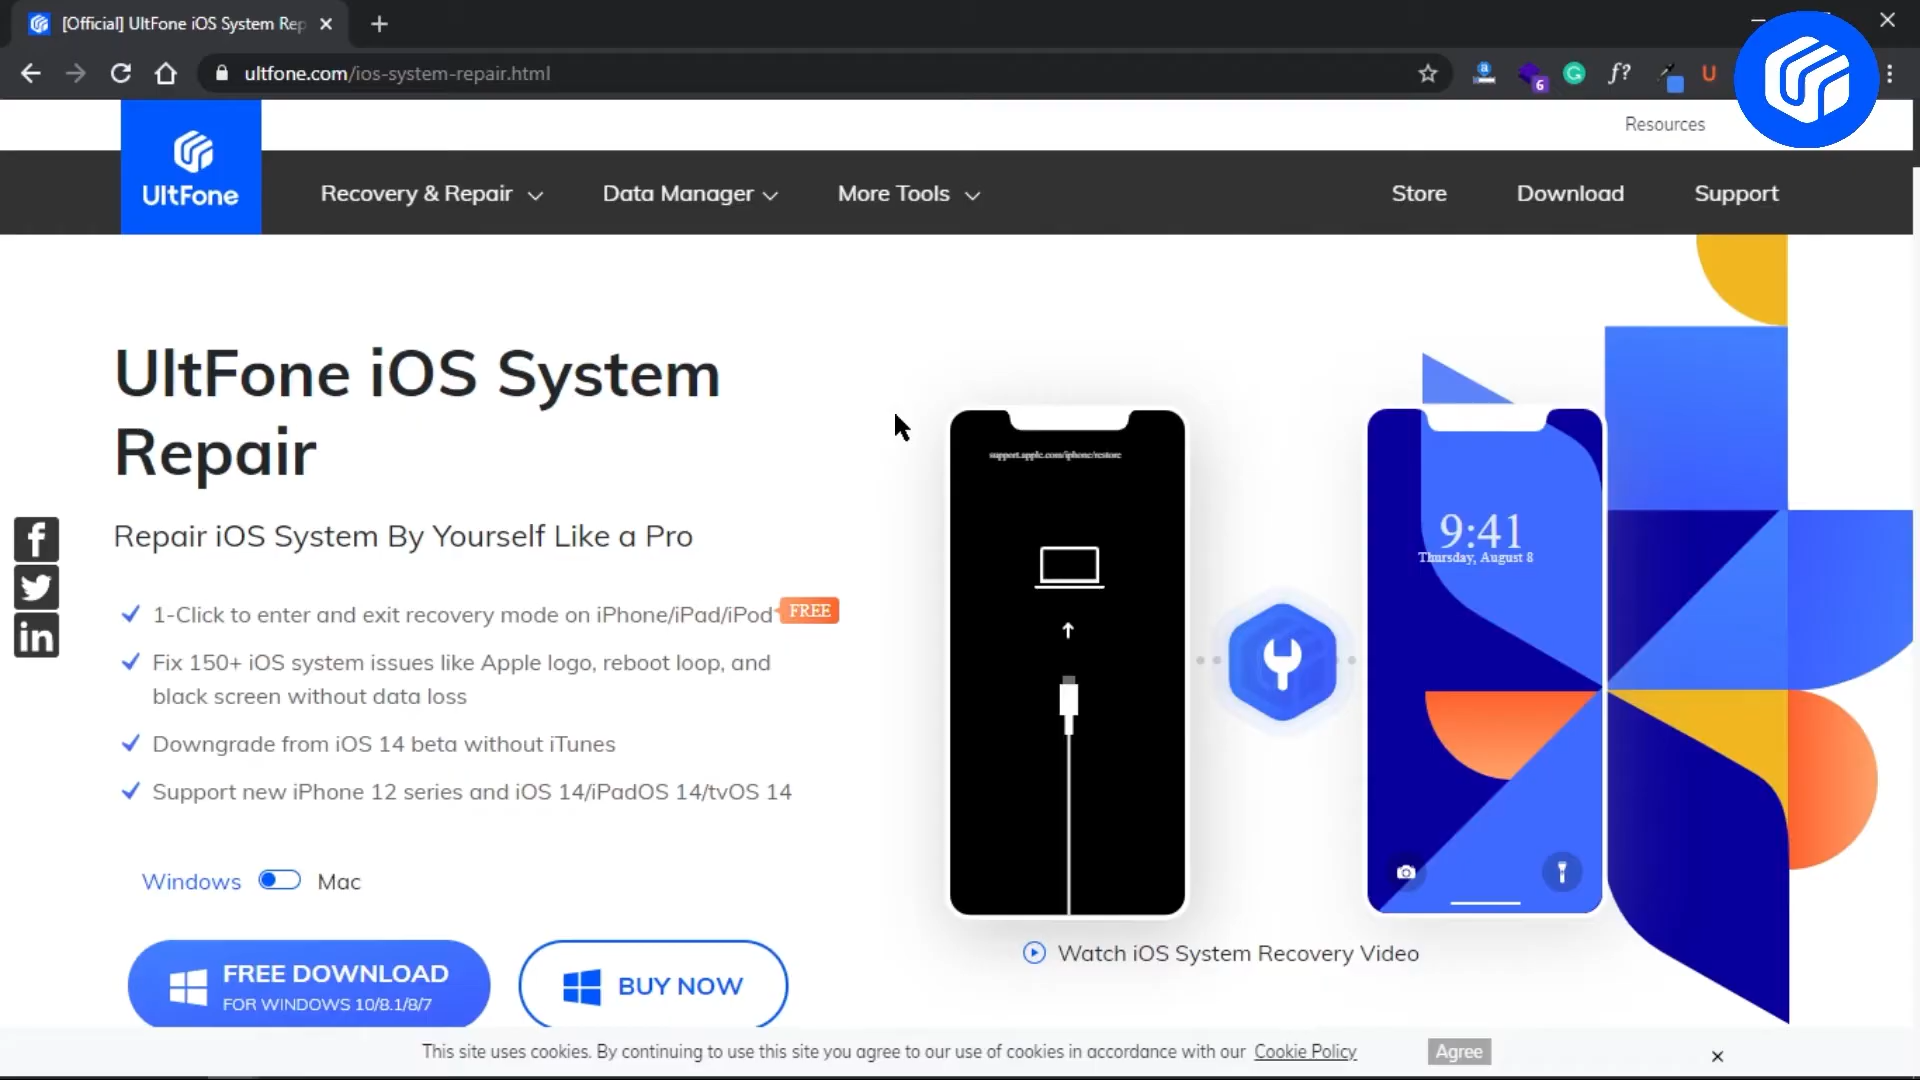 [Official] UltFone iOS System Rep
ultfone.com/ios-system-repair.html
f?
U
6
Resources
UltFone
Recovery & Repair
Data Manager
More Tools
Store
Download
Support
UltFone iOS System
Repair
Repair iOS System By Yourself Like a Pro
1-Click to enter and exit recovery mode on iPhone/iPad/iPod FREE
Fix 150+ iOS system issues like Apple logo, reboot loop, and
black screen without data loss
Downgrade from iOS 14 beta without iTunes
Support new iPhone 12 series and iOS 14/iPadOS 14/tvOS 14
Windows
Mac
FREE DOWNLOAD
FOR WINDOWS 10/8.1/8/7
BUY NOW
support.apple.com/iphone/restore
9:41
Thursday, August 8
Watch iOS System Recovery Video
This site uses cookies. By continuing to use this site you agree to our use of cookies in accordance with our Cookie Policy
Agree